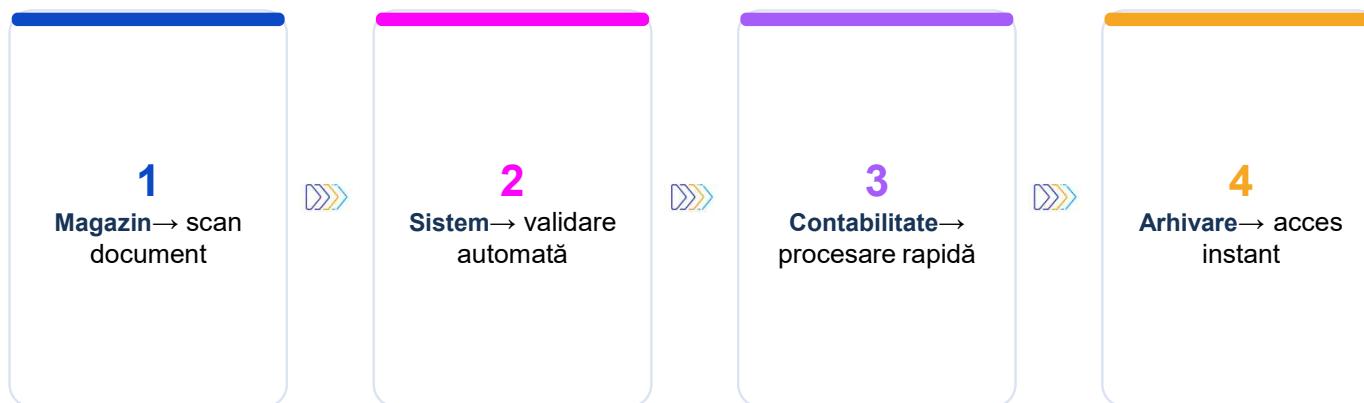 1
Magazin→ scan
document
2
Sistem→ validare
automată
3
Contabilitate→
procesare rapidă
4
Arhivare→ acces
instant